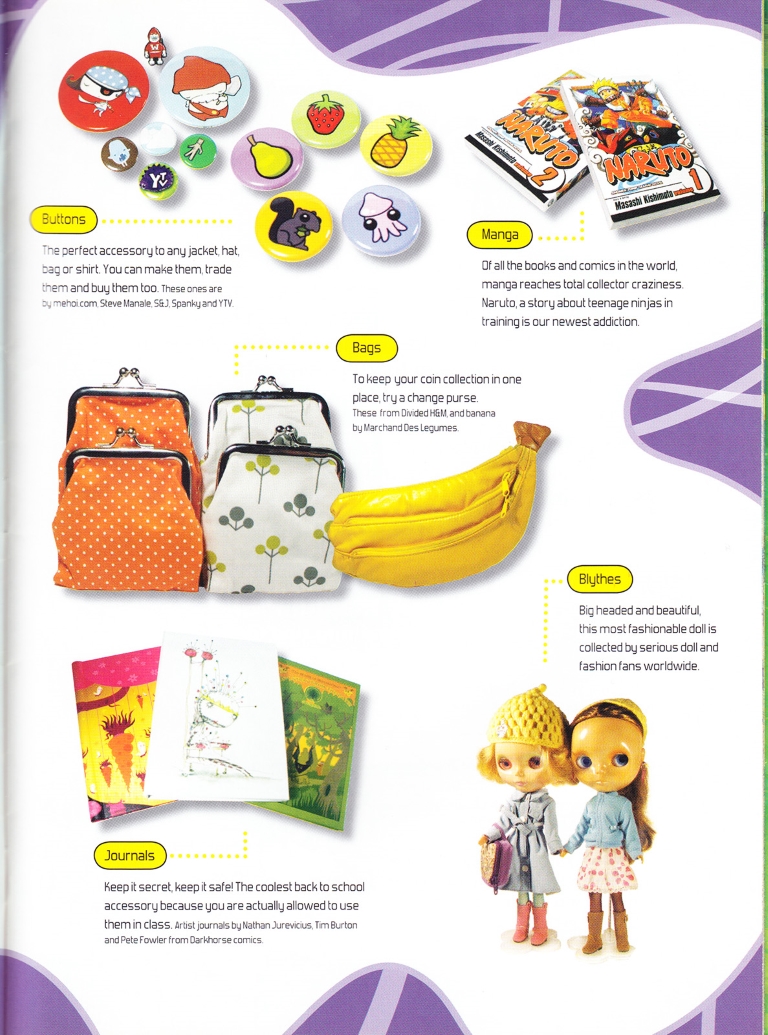 YTV
Buttons
The perfect accessory to any jacket, hat,
bag or shirt. You can make them, trade
them and buy them too. These ones are
by mehoi.com, Steve Manale, S&J, Spanky and YTV.
NARUTO
Masashi Kishimoto volume 2
NARUTO
Masashi Kishimoto volume 1
Manga
Of all the books and comics in the world,
manga reaches total collector craziness.
Naruto, a story about teenage ninjas in
training is our newest addiction.
Bags
To keep your coin collection in one
place, try a change purse.
These from Divided H&M, and banana
by Marchand Des Legumes.
Blythes
Big headed and beautiful,
this most fashionable doll is
collected by serious doll and
fashion fans worldwide.
Journals
Keep it secret, keep it safe! The coolest back to school
accessory because you are actually allowed to use
them in class. Artist journals by Nathan Jurevicius, Tim Burton
and Pete Fowler from Darkhorse comics.